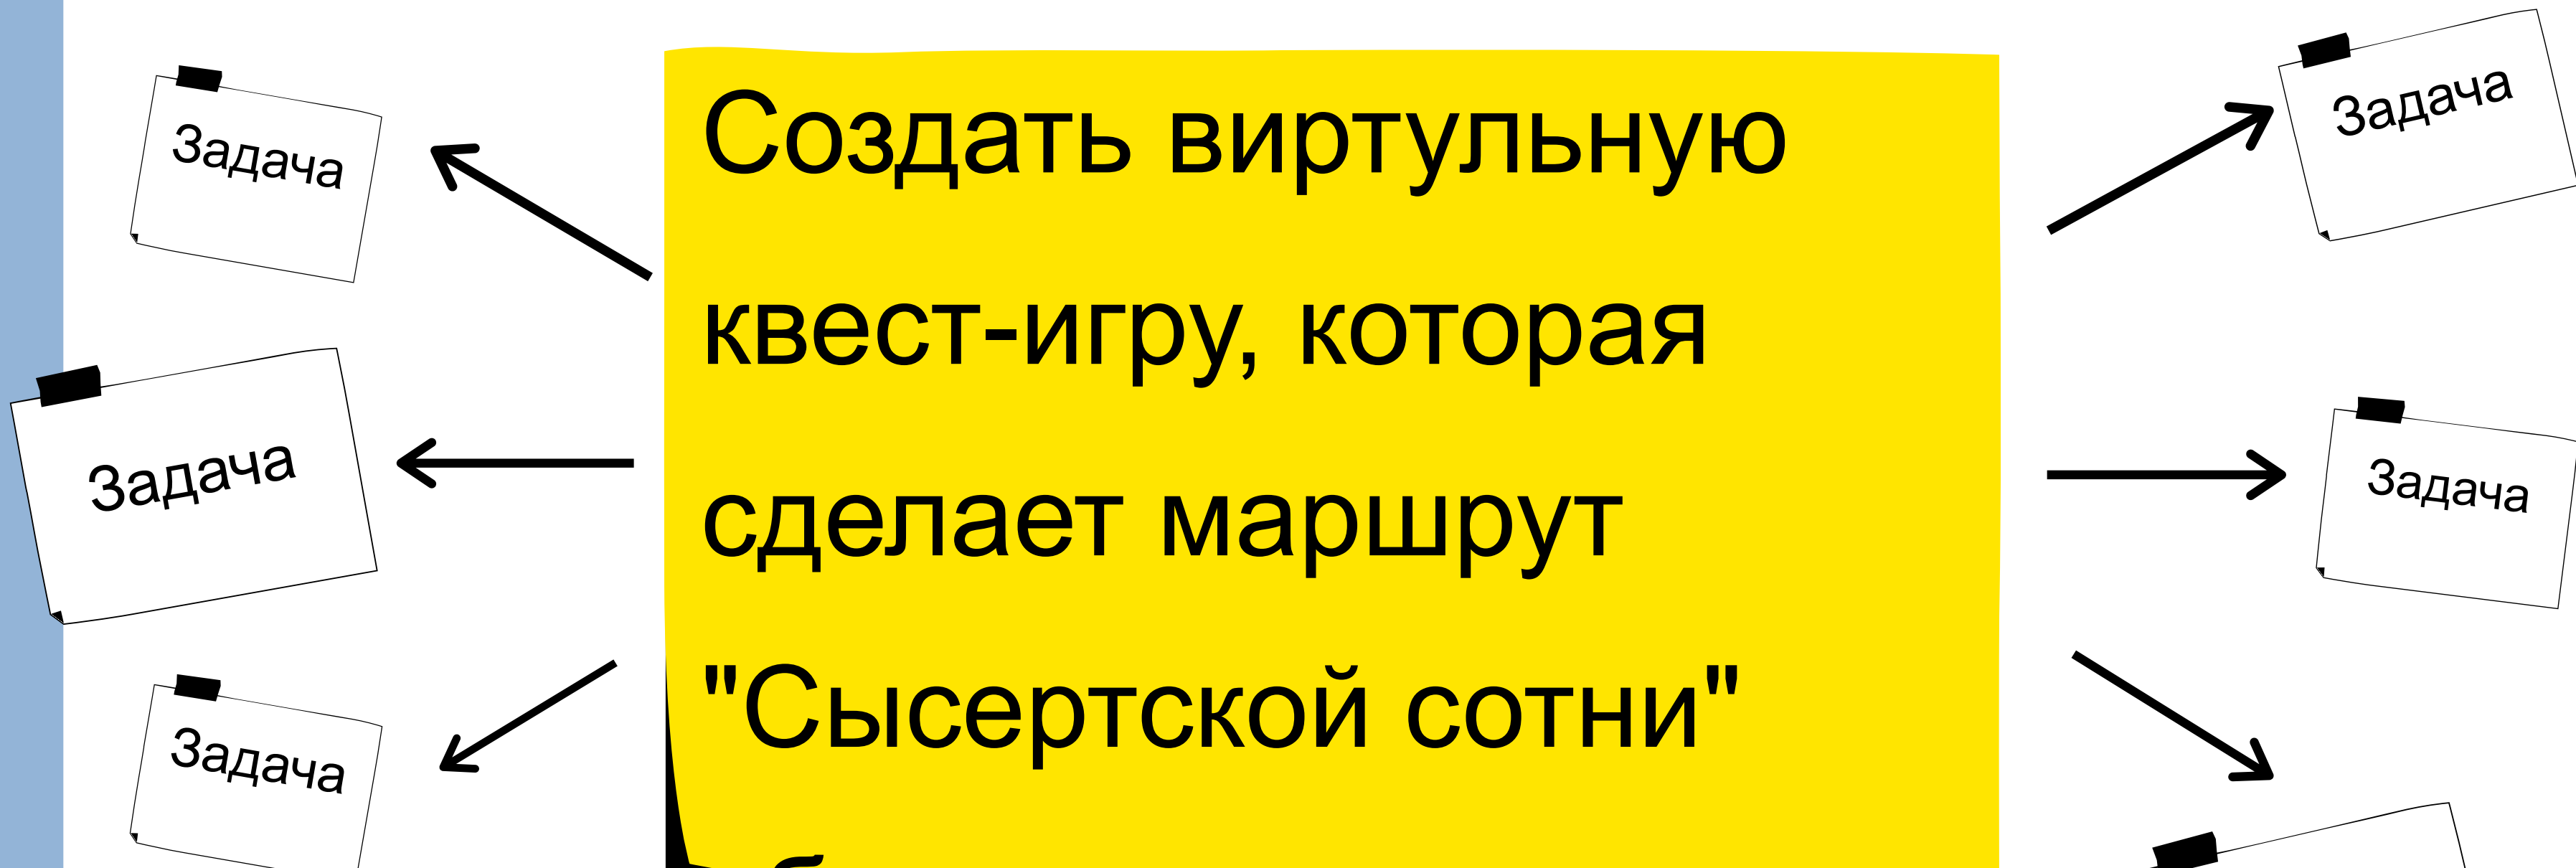 Задача
Задача
Задача
Создать виртульную
квест-игру, которая
сделает маршрут
"Сысертской сотни"
Задача
Задача